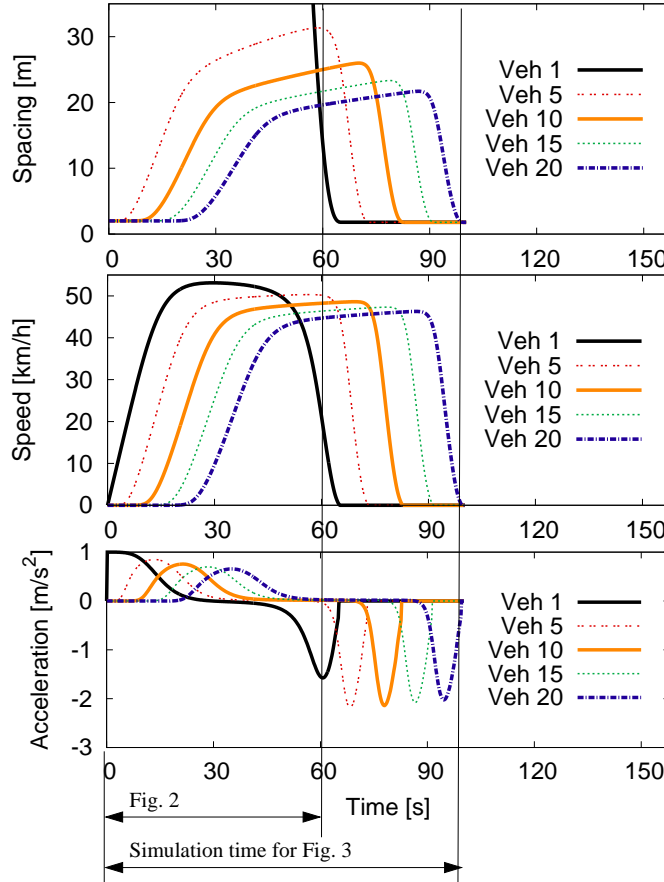 Spacing [m]
30
20
10
0
Veh 1
Veh 5
Veh 10
Veh 15
Veh 20
0 30 60 90 120 150
Speed [km/h]
50
40
30
20
10
0
Veh 1
Veh 5
Veh 10
Veh 15
Veh 20
0 30 60 90 120 150
Acceleration [m/s²]
1
0
-1
-2
-3
Veh 1
Veh 5
Veh 10
Veh 15
Veh 20
0 30 60 90 120 150
Time [s]
Fig. 2
Simulation time for Fig. 3